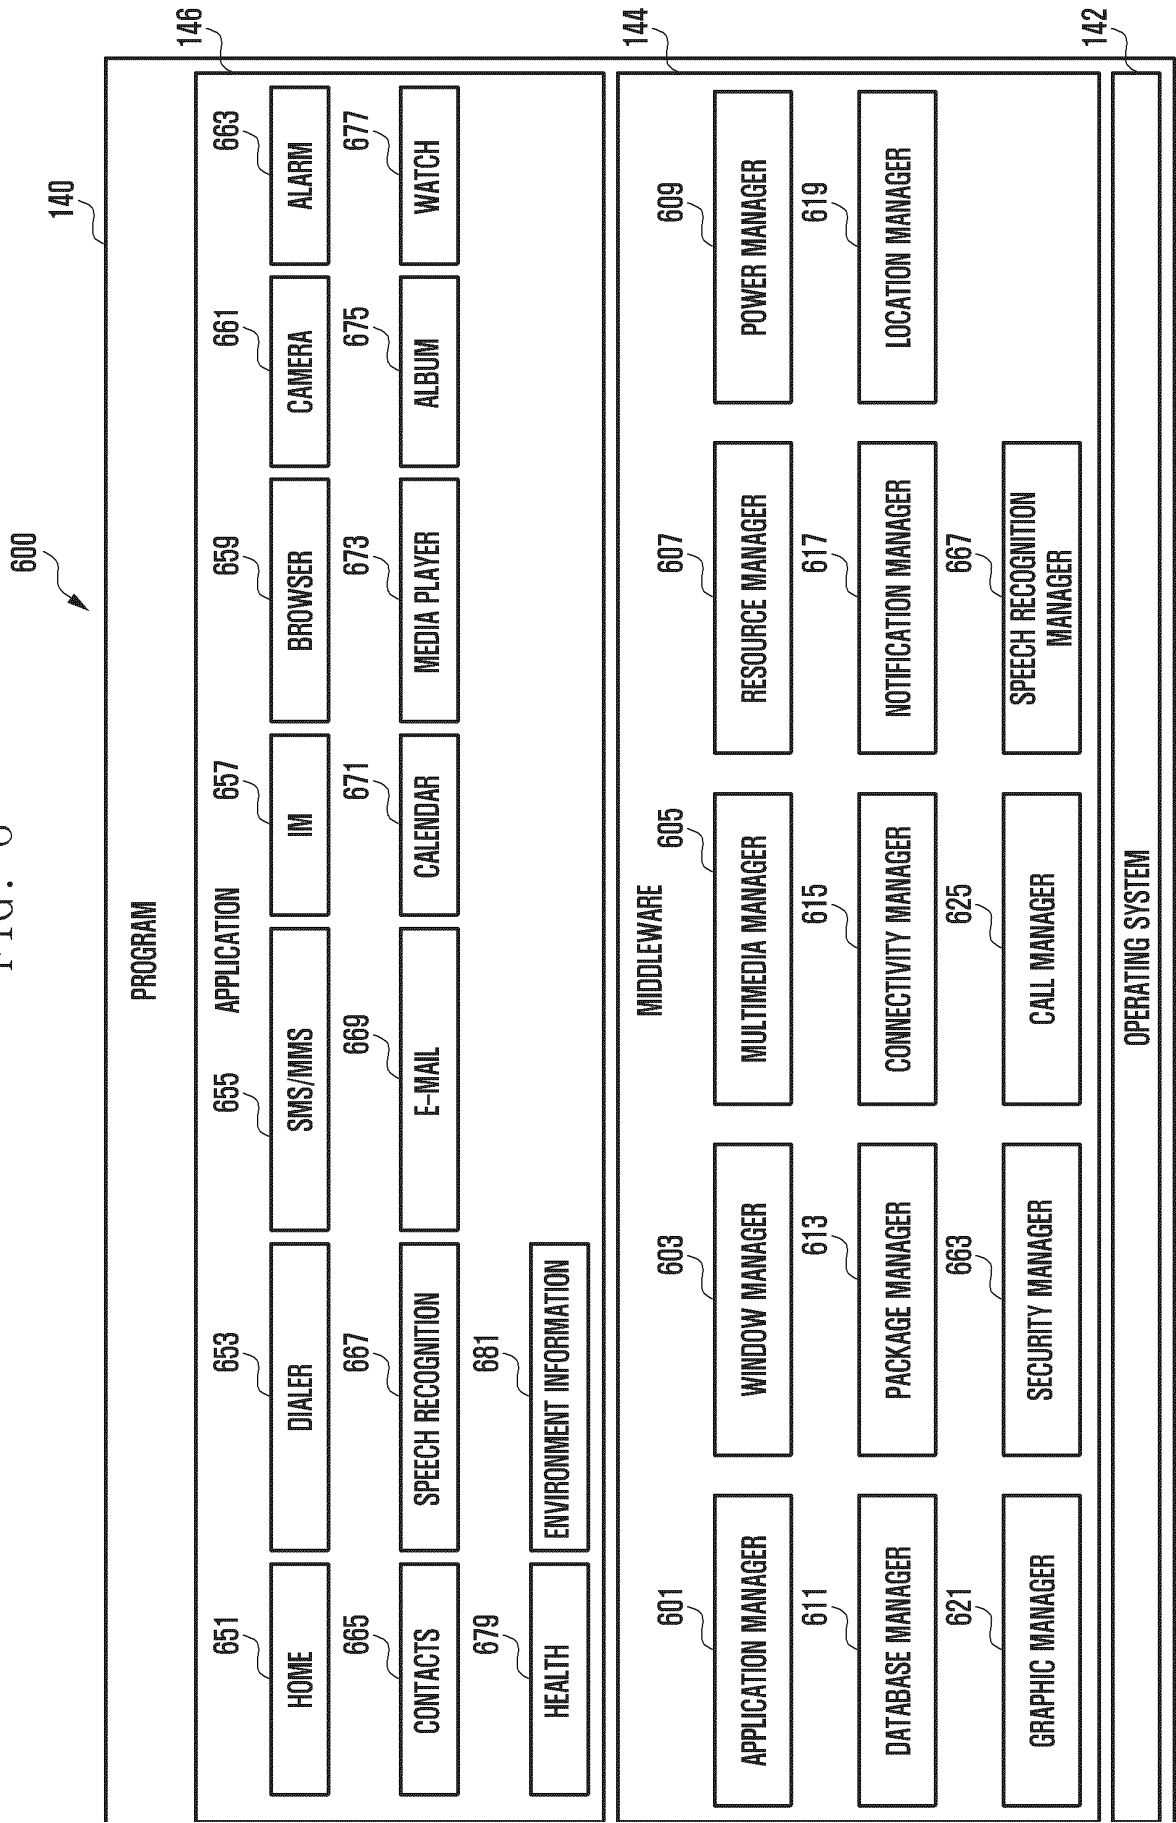 FIG. 6
600
140
PROGRAM
146
APPLICATION
651 653 655 657 659 661 663
HOME DIALER SMS/MMS IM BROWSER CAMERA ALARM
665 667 669 671 673 675 677
CONTACTS SPEECH RECOGNITION E-MAIL CALENDAR MEDIA PLAYER ALBUM WATCH
679 681
HEALTH ENVIRONMENT INFORMATION
144
MIDDLEWARE
601 603 605 607 609
APPLICATION MANAGER WINDOW MANAGER MULTIMEDIA MANAGER RESOURCE MANAGER POWER MANAGER
611 613 615 617 619
DATABASE MANAGER PACKAGE MANAGER CONNECTIVITY MANAGER NOTIFICATION MANAGER LOCATION MANAGER
621 663 625 667
GRAPHIC MANAGER SECURITY MANAGER CALL MANAGER SPEECH RECOGNITION
MANAGER
142
OPERATING SYSTEM